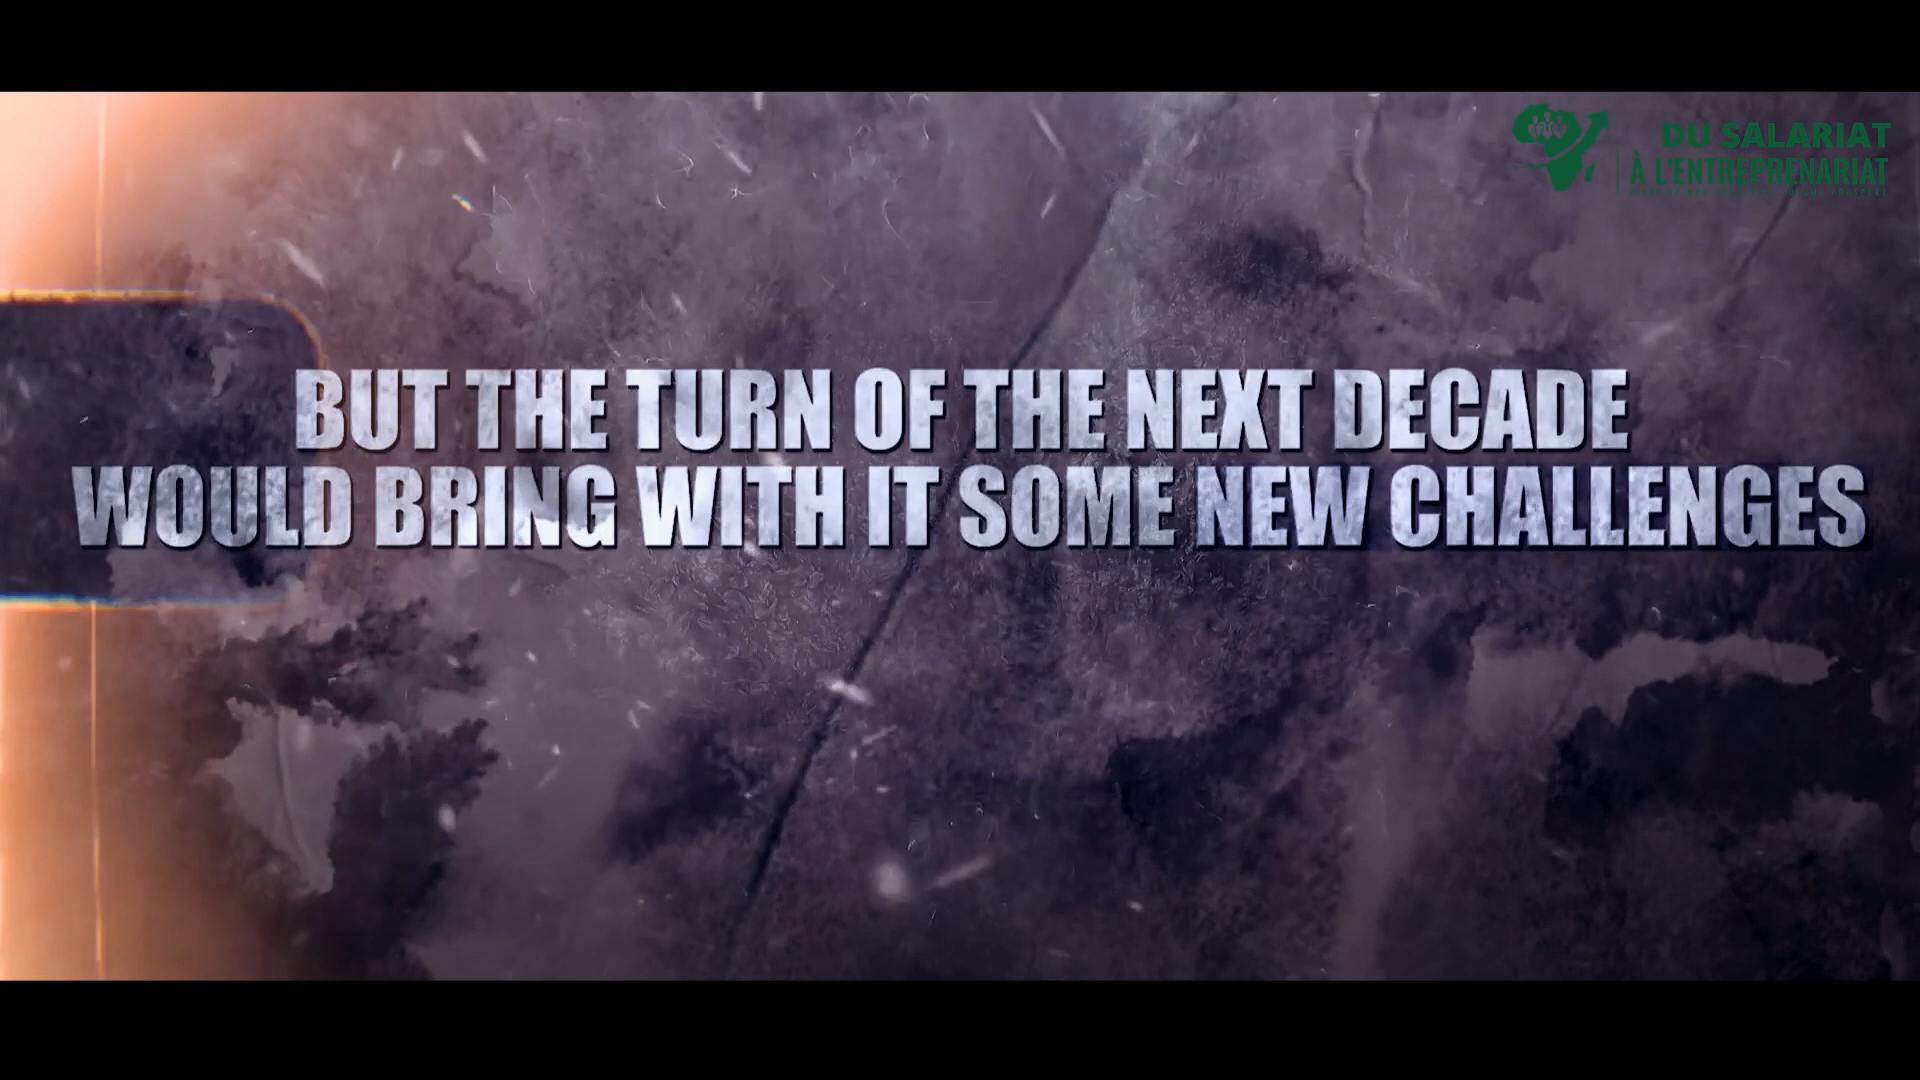 DU SALARIAT
À L'ENTREPRENARIAT
BUT THE TURN OF THE NEXT DECADE
WOULD BRING WITH IT SOME NEW CHALLENGES